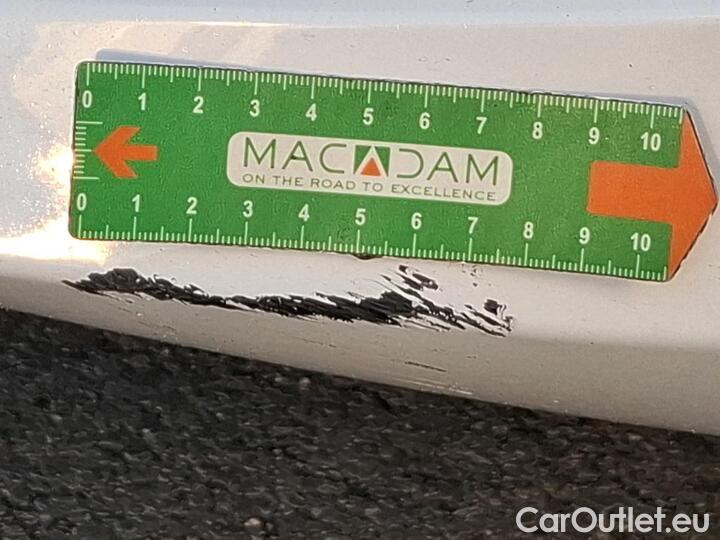 0 1 2 3 4 5 6 7 8 9 10
MACADAM
ON THE ROAD TO EXCELLENCE
0 1 2 3 4 5 6 7 8 9 10
CarOutlet.eu